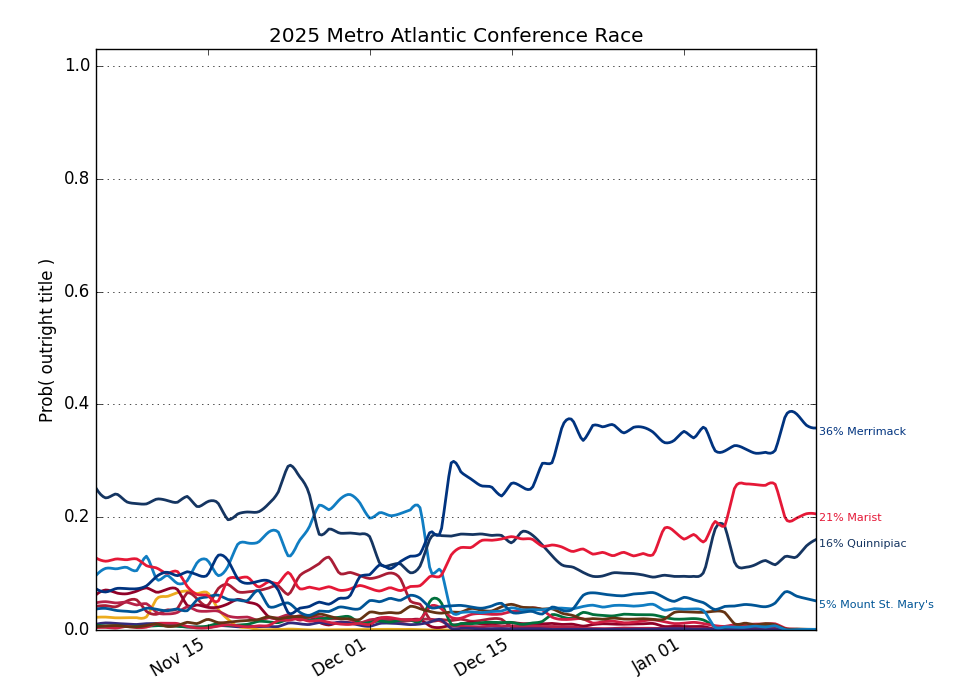 2025 Metro Atlantic Conference Race
1.0
0.8
0.6
0.4
0.2
0.0
Prob( outright title )
36% Merrimack
21% Marist
16% Quinnipiac
5% Mount St. Mary's
Nov 15
Dec 01
Dec 15
Jan 01